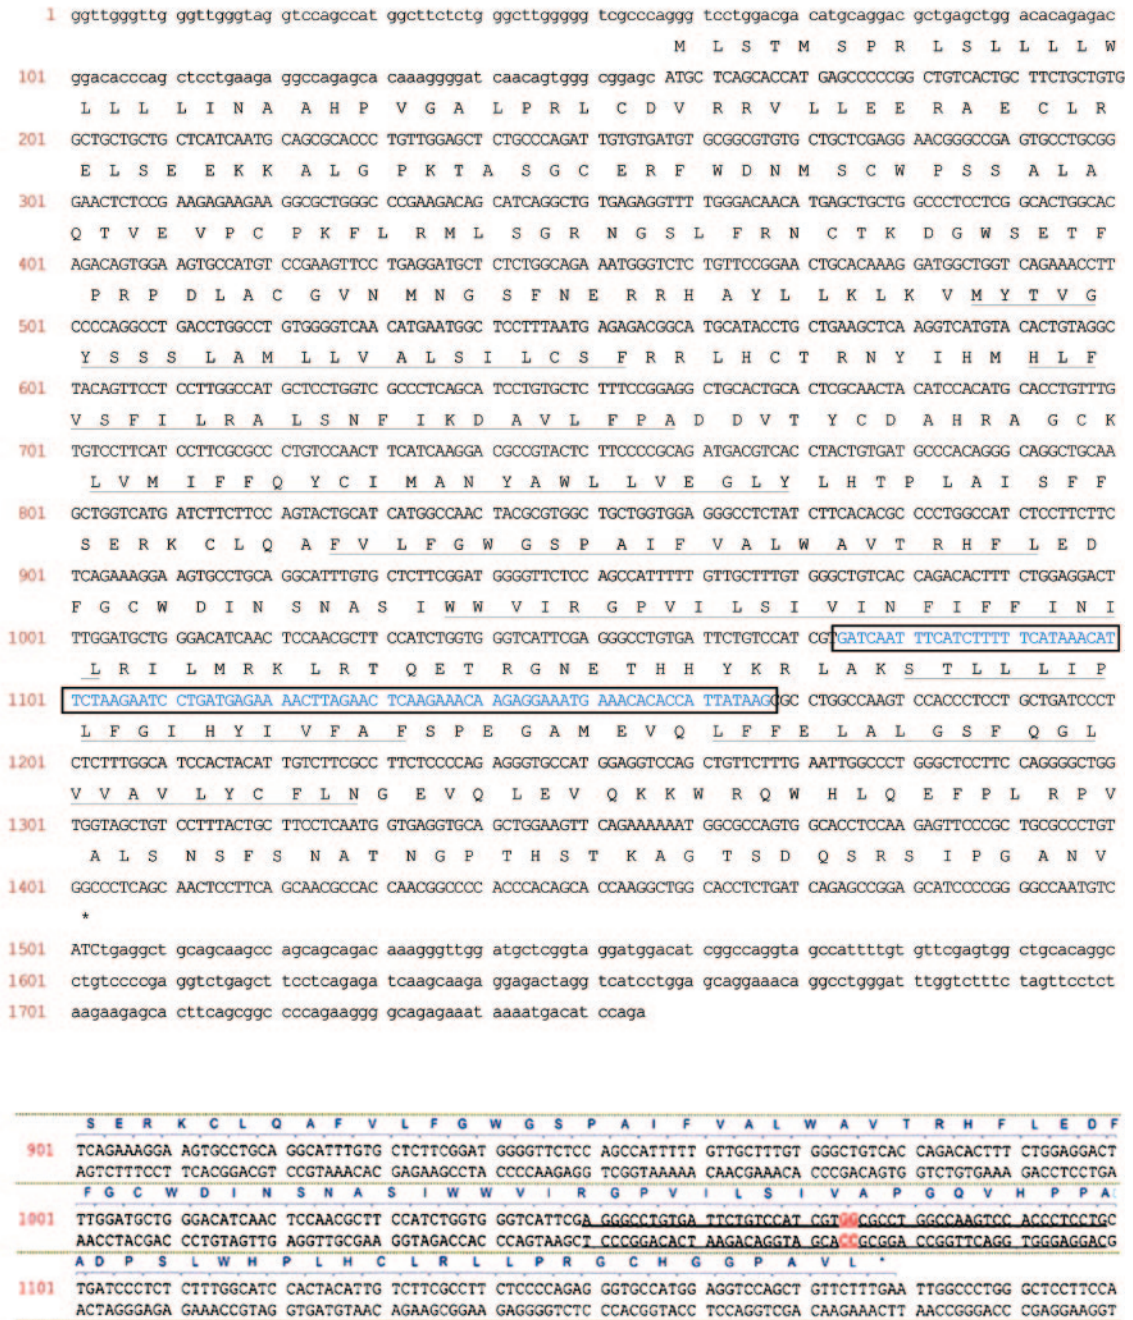 1 ggttgggttg ggttgggtag ggtccagccat ggcttctctg ggcttggggg tcgcccaggg tcctggacga catgcaggac gctgagctgg acacagagac
M L S T M S P R L S L L L L W
101 ggacacccag ctcctgaaga ggccagagca caaaggggat caacagtggg cggagc ATGC TCAGCACCAT GAGCCCCCGG CTGTCACTGC TTCTGCTGTG
L L L L I N A A H P V G A L P R L C D V R R V L L E E R A E C L R
201 GCTGCTGCTG CTCATCAATG CAGCGCACCC TGTTGGAGCT CTGCCCAGAT TGTGTGATGT GCGGCGTGTG CTGCTCGAGG AACGGGCCGA GTGCCTGCGG
E L S E E K K A L G P K T A S G C E R F W D N M S C W P S S A L A
301 GAACTCTCCG AAGAGAAGAA GGCGCTGGGC CCGAAGACAG CATCAGGCTG TGAGAGGTTT TGGGACAACA TGAGCTGCTG GCCCTCCTCG GCACTGGCAC
Q T V E V P C P K F L R M L S G R N G S L F R N C T K D G W S E T F
401 AGACAGTGGA AGTGCCATGT CCGAAGTTCC TGAGGATGCT CTCTGGCAGA AATGGGTCTC TGTTCCGGAA CTGCACAAAG GATGGCTGGT CAGAAACCTT
P R P D L A C G V N M N G S F N E R R H A Y L L K L K V M Y T V G
501 CCCCAGGCCT GACCTGGCCT GTGGGGTCAA CATGAATGGC TCCTTTAATG AGAGACGGCA TGCATACCTG CTGAAGCTCA AGGTCATGTA CACTGTAGGC
Y S S S L A M L L V A L S I L C S F R R L H C T R N Y I H M H L F
601 TACAGTTCCT CCTTGGCCAT GCTCCTGGTC GCCCTCAGCA TCCTGTGCTC TTTCCGGAGG CTGCACTGCA CTCGCAACTA CATCCACATG CACCTGTTTG
V S F I L R A L S N F I K D A V L F P A D D V T Y C D A H R A G C K
701 TGTCCTTCAT CCTTCGCGCC CTGTCCAACT TCATCAAGGA CGCCGTACTC TTCCCCGCAG ATGACGTCAC CTACTGTGAT GCCCACAGGG CAGGCTGCAA
L V M I F F Q Y C I M A N Y A W L L V E G L Y L H T P L A I S F F
801 GCTGGTCATG ATCTTCTTCC AGTACTGCAT CATGGCCAAC TACGCGTGGC TGCTGGTGGA GGGCCTCTAT CTTCACACGC CCCTGGCCAT CTCCTTCTTC
S E R K C L Q A F V L F G W G S P A I F V A L W A V T R H F L E D
901 TCAGAAAGGA AGTGCCTGCA GGCATTTGTG CTCTTCGGAT GGGGTTCTCC AGCCATTTTT GTTGCTTTGT GGGCTGTCAC CAGACACTTT CTGGAGGACT
F G C W D I N S N A S I W W V I R G P V I L S I V I N F I F F I N I
1001 TTGGATGCTG GGACATCAAC TCCAACGCTT CCATCTGGTG GGTCATTCGA GGGCCTGTGA TTCTGTCCAT CGTGATCAAT TTCATCTTTT TCATAAACAT
L R I L M R K L R T Q E T R G N E T H H Y K R L A K S T L L L I P
1101 TCTAAGAATC CTGATGAGAA AACTTAGAAC TCAAGAAACA AGAGGAAATG AAACACACCA TTATAAGCGC CTGGCCAAGT CCACCCTCCT GCTGATCCCT
L F G I H Y I V F A F S P E G A M E V Q L F F E L A L G S F Q G L
1201 CTCTTTGGCA TCCACTACAT TGTCTTCGCC TTCTCCCCAG AGGGTGCCAT GGAGGTCCAG CTGTTCTTTG AATTGGCCCT GGGCTCCTTC CAGGGGCTGG
V V A V L Y C F L N G E V Q L E V Q K K W R Q W H L Q E F P L R P V
1301 TGGTAGCTGT CCTTTACTGC TTCCTCAATG GTGAGGTGCA GCTGGAAGTT CAGAAAAAAT GGCGCCAGTG GCACCTCCAA GAGTTCCCGC TGCGCCCTGT
A L S N S F S N A T N G P T H S T K A G T S D Q S R S I P G A N V
1401 GGCCCTCAGC AACTCCTTCA GCAACGCCAC CAACGGCCCC ACCCACAGCA CCAAGGCTGG CACCTCTGAT CAGAGCCGGA GCATCCCCGG GGCCAATGTC
*
1501 ATCtgaggct gcagcaagcc agcagcagac aaagggttgg atgctcggta ggatggacat cggccaggta gccattttgt gttcgagtgg ctgcacaggc
1601 ctgtccccga ggtctgagct tcctcagaga tcaagcaaga ggagactagg tcatcctgga gcaggaaaca ggcctgggat ttggtctttc tagttcctct
1701 aagaagagca cttcagcggc cccagaaggg gcagagaaat aaaatgacat ccaga
S E R K C L Q A F V L F G W G S P A I F V A L W A V T R H F L E D F
901 TCAGAAAGGA AGTGCCTGCA GGCATTTGTG CTCTTCGGAT GGGGTTCTCC AGCCATTTTT GTTGCTTTGT GGGCTGTCAC CAGACACTTT CTGGAGGACT
AGTCTTTCCT TCACGGACGT CCGTAAACAC GAGAAGCCTA CCCCAAGAGG TCGGTAAAAA CAACGAAACA CCCGACAGTG GTCTGTGAAA GACCTCCTGA
F G C W D I N S N A S I W W V I R G P V I L S I V A P G Q V H P P A
1001 TTGGATGCTG GGACATCAAC TCCAACGCTT CCATCTGGTG GGTCATTCGA GGGCCTGTGA TTCTGTCCAT CGTGGCGCCT GGCCAAGTCC ACCCTCCTGC
AACCTACGAC CCTGTAGTTG AGGTTGCGAA GGTAGACCAC CCAGTAAGCT CCCGGACACT AAGACAGGTA GCACCGCGGA CCGGTTCAGG TGGGAGGACG
A D P S L W H P L H C L R L L P R G C H G G P A V L *
1101 TGATCCCTCT CTTTGGCATC CACTACATTG TCTTCGCCTT CTCCCCAGAG GGTGCCATGG AGGTCCAGCT GTTCTTTGAA TTGGCCCTGG GCTCCTTCCA
ACTAGGGAGA GAAACCGTAG GTGATGTAAC AGAAGCGGAA GAGGGGTCTC CCACGGTACC TCCAGGTCGA CAAGAAACTT AACCGGGACC CGAGGAAGGT